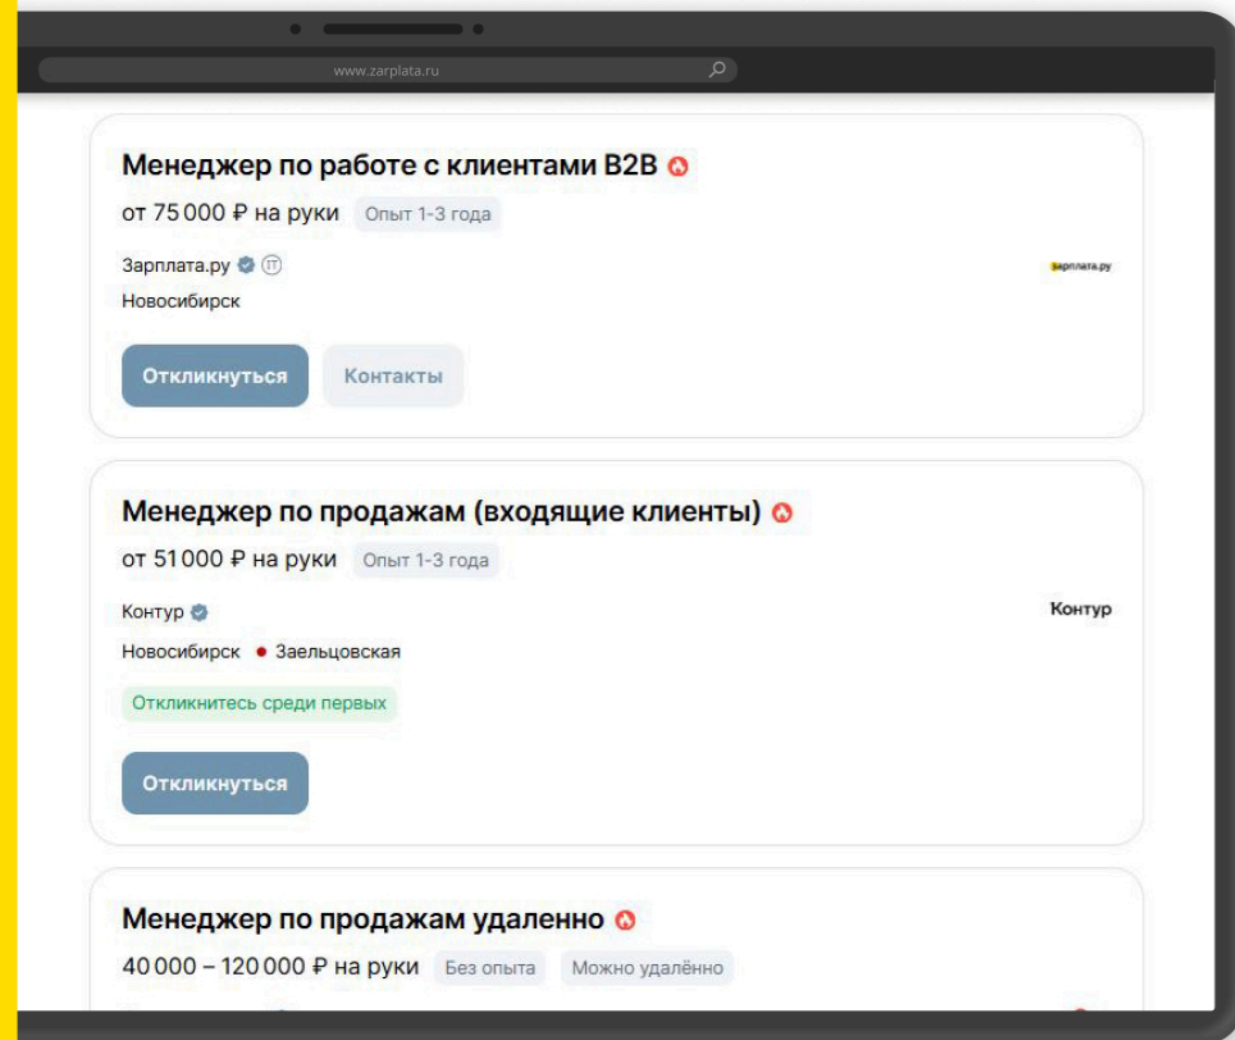 www.zarplata.ru
Менеджер по работе с клиентами B2B
от 75 000 ₽ на руки Опыт 1-3 года
Зарплата.ру IT
зарплата.ру
Новосибирск
Откликнуться Контакты
Менеджер по продажам (входящие клиенты)
от 51 000 ₽ на руки Опыт 1-3 года
Контур
Контур
Новосибирск • Заельцовская
Откликнитесь среди первых
Откликнуться
Менеджер по продажам удаленно
40 000 – 120 000 ₽ на руки Без опыта Можно удалённо